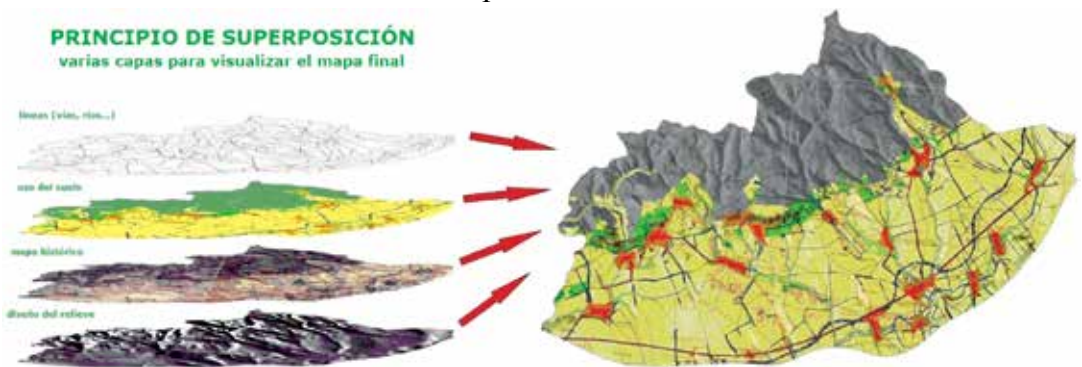 PRINCIPIO DE SUPERPOSICIÓN
varias capas para visualizar el mapa final
líneas (vías, ríos...)
uso del suelo
mapa histórico
diseño del relieve